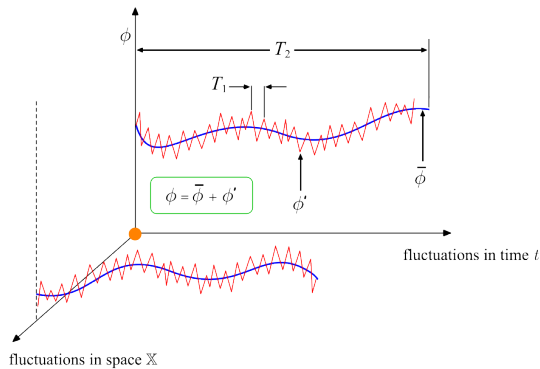 ϕ
T₂
T₁
ϕ̅
ϕ = ϕ̅ + ϕ′
ϕ′
fluctuations in time t
fluctuations in space 𝕏